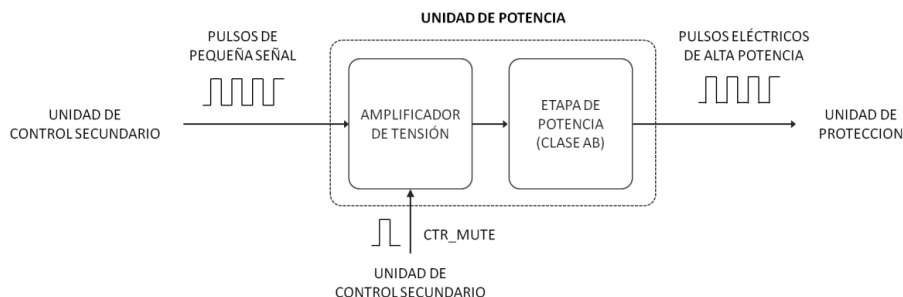 UNIDAD DE POTENCIA
PULSOS DE
PEQUEÑA SEÑAL
PULSOS ELÉCTRICOS
DE ALTA POTENCIA
UNIDAD DE
CONTROL SECUNDARIO
AMPLIFICADOR
DE TENSIÓN
ETAPA DE
POTENCIA
(CLASE AB)
UNIDAD DE
PROTECCION
CTR_MUTE
UNIDAD DE
CONTROL SECUNDARIO